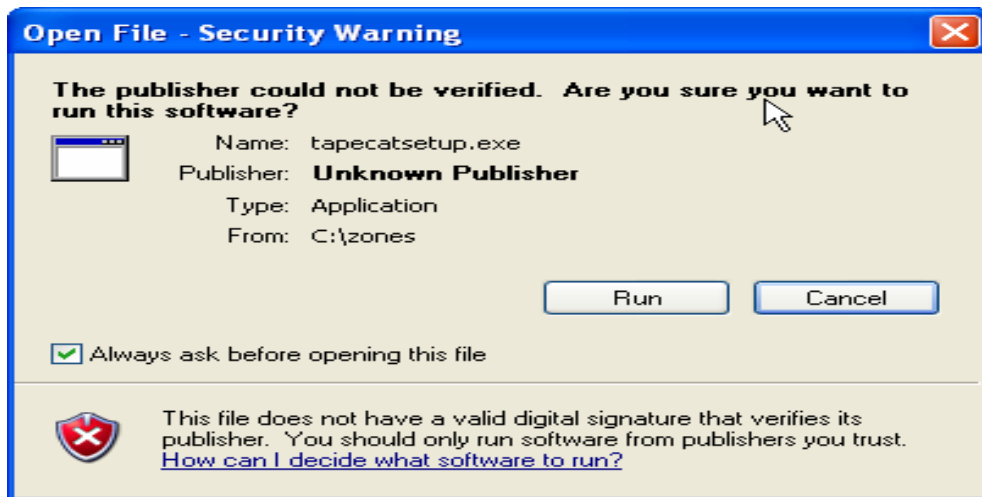 Open File - Security Warning
The publisher could not be verified.  Are you sure you want to
run this software?
Name: tapecatsetup.exe
Publisher: Unknown Publisher
Type: Application
From: C:\zones
Run Cancel
Always ask before opening this file
This file does not have a valid digital signature that verifies its
publisher.  You should only run software from publishers you trust.
How can I decide what software to run?